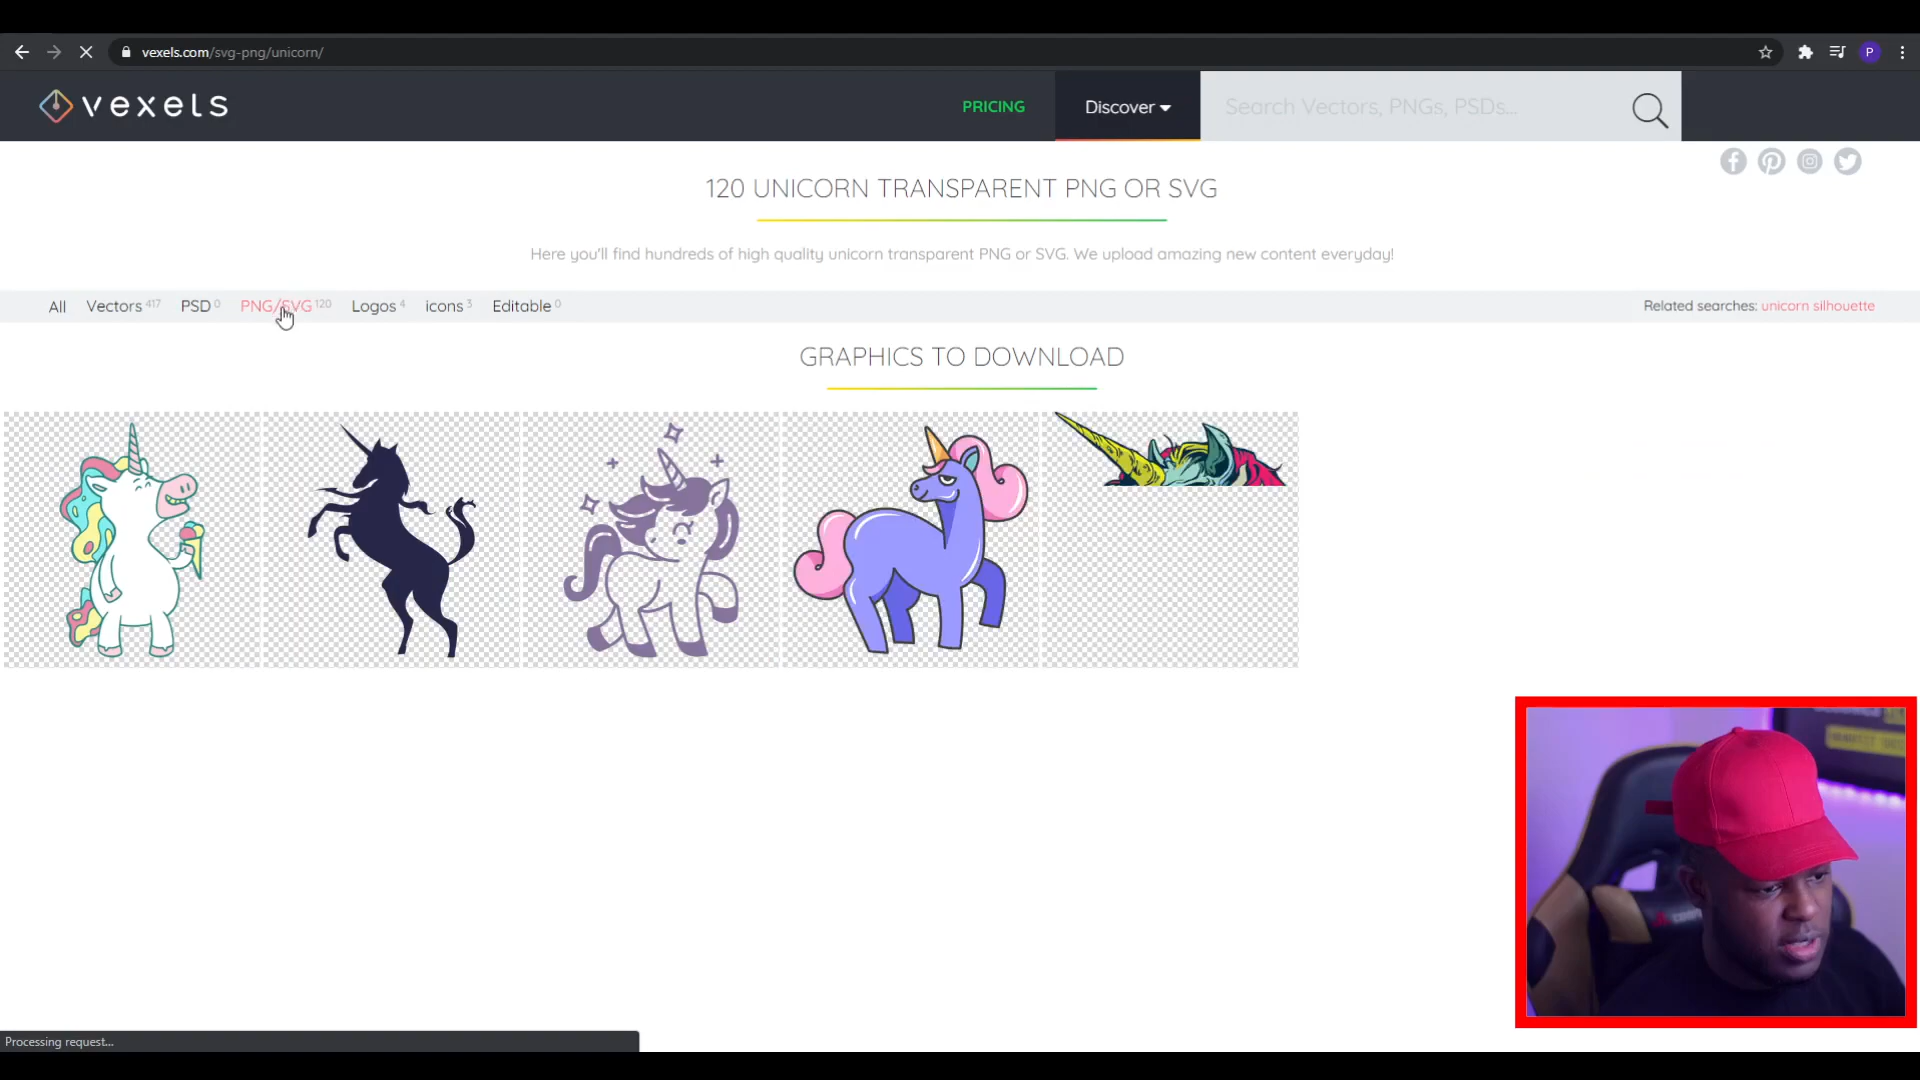 vexels.com/svg-png/unicorn/
P
vexels
PRICING
Discover
Search Vectors, PNGs, PSDs...
120 UNICORN TRANSPARENT PNG OR SVG
Here you'll find hundreds of high quality unicorn transparent PNG or SVG. We upload amazing new content everyday!
All Vectors 417 PSD 0 PNG/SVG 120 Logos 4 icons 3 Editable 0
Related searches: unicorn silhouette
GRAPHICS TO DOWNLOAD
Processing request...